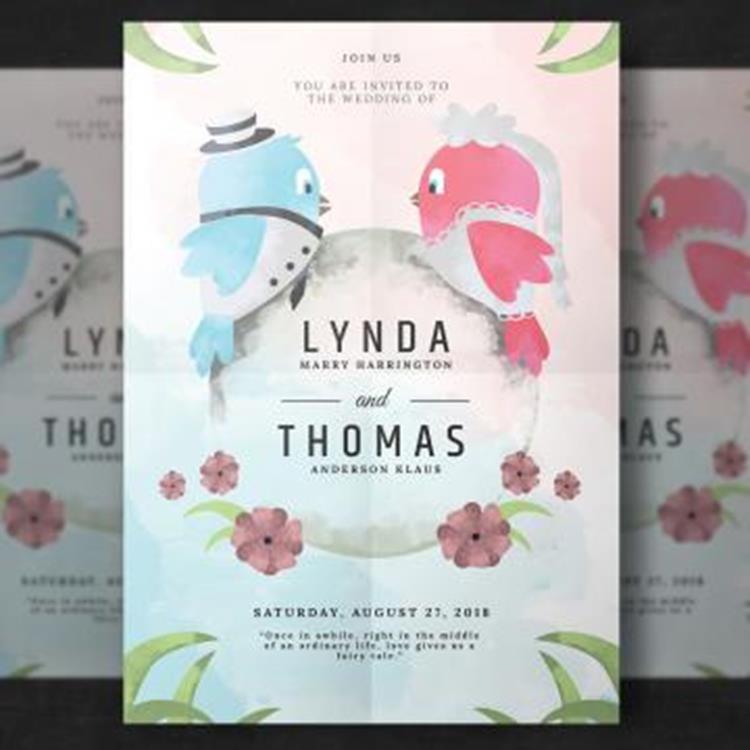 JOIN US
YOU ARE INVITED TO
THE WEDDING OF
LYNDA
MARRY HARRINGTON
and
THOMAS
ANDERSON KLAUS
SATURDAY, AUGUST 27, 2018
"Once in awhile, right in the middle
of an ordinary life, love gives us a
fairy tale."